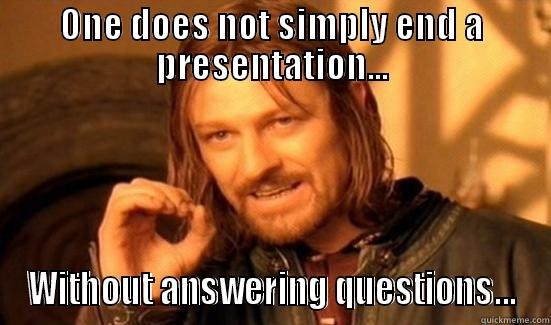 One does not simply end a
presentation...
Without answering questions...
quickmeme.com